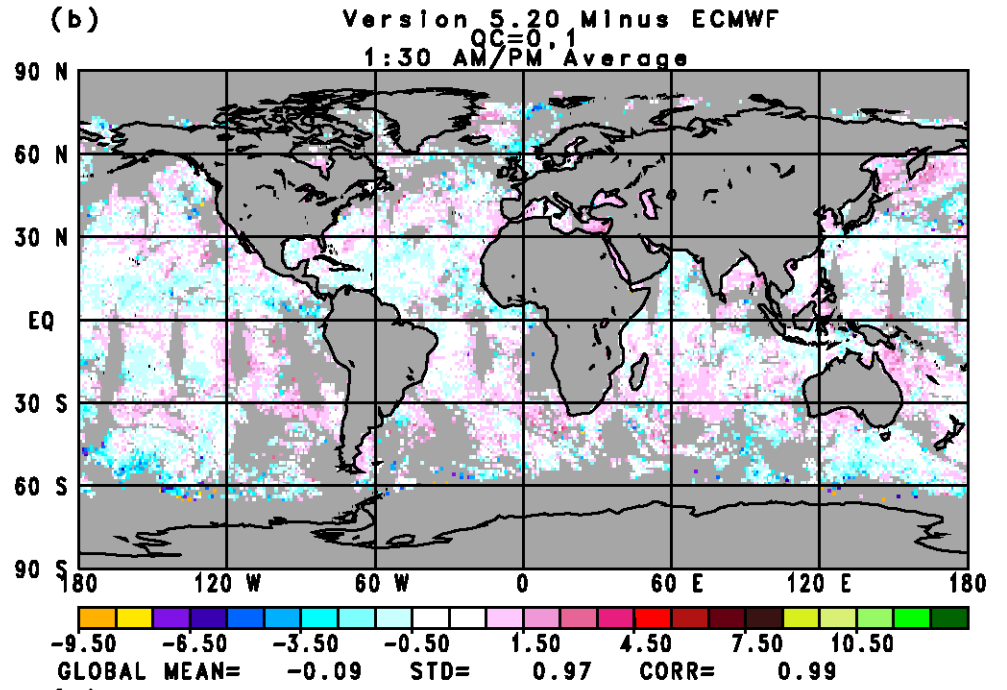 (b) Version 5.20 Minus ECMWF
QC=0,1
1:30 AM/PM Average
90 N
60 N
30 N
EQ
30 S
60 S
90 S
180 120 W 60 W 0 60 E 120 E 180
-9.50 -6.50 -3.50 -0.50 1.50 4.50 7.50 10.50
GLOBAL MEAN= -0.09 STD= 0.97 CORR= 0.99